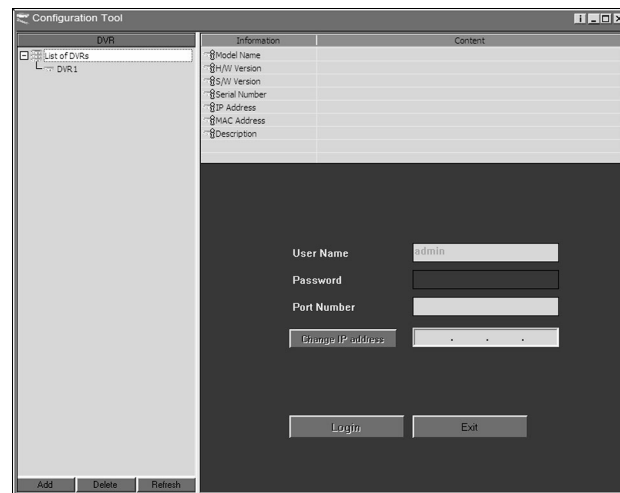 Configuration Tool
DVR
Information Content
List of DVRs
DVR1
Model Name
H/W Version
S/W Version
Serial Number
IP Address
MAC Address
Description
User Name admin
Password
Port Number
Change IP address . . .
Login Exit
Add Delete Refresh